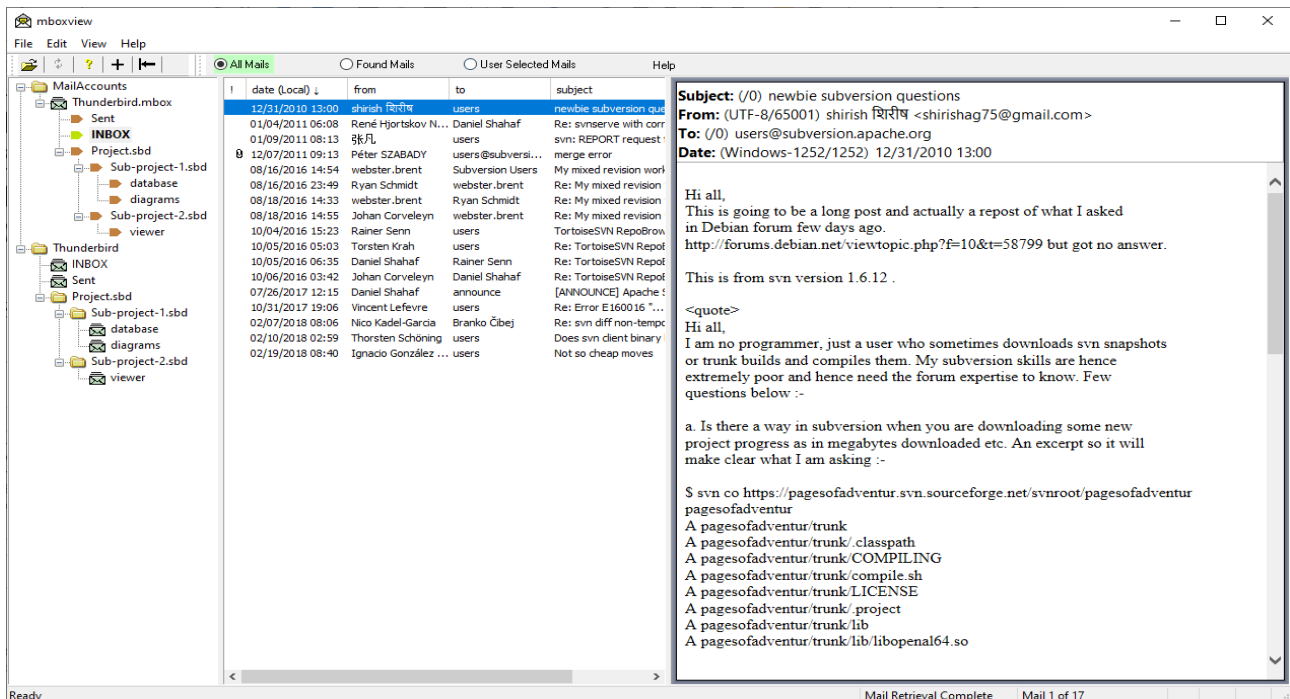 mboxview
File Edit View Help
All Mails Found Mails User Selected Mails Help
MailAccounts
Thunderbird.mbox
Sent
INBOX
Project.sbd
Sub-project-1.sbd
database
diagrams
Sub-project-2.sbd
viewer
Thunderbird
INBOX
Sent
Project.sbd
Sub-project-1.sbd
database
diagrams
Sub-project-2.sbd
viewer
! date (Local) ↓ from to subject
12/31/2010 13:00 shirish शिरीष users newbie subversion que
01/04/2011 06:08 René Hjortskov N... Daniel Shahaf Re: svnserve with corr
01/09/2011 08:13 张凡 users svn: REPORT request
12/07/2011 09:13 Péter SZABADY users@subversi... merge error
08/16/2016 14:54 webster.brent Subversion Users My mixed revision work
08/16/2016 23:49 Ryan Schmidt webster.brent Re: My mixed revision
08/18/2016 14:33 webster.brent Ryan Schmidt Re: My mixed revision
08/18/2016 14:55 Johan Corveleyn webster.brent Re: My mixed revision
10/04/2016 15:23 Rainer Senn users TortoiseSVN RepoBrow
10/05/2016 05:03 Torsten Krah users Re: TortoiseSVN RepoB
10/05/2016 06:35 Daniel Shahaf Rainer Senn Re: TortoiseSVN RepoB
10/06/2016 03:42 Johan Corveleyn Daniel Shahaf Re: TortoiseSVN RepoB
07/26/2017 12:15 Daniel Shahaf announce [ANNOUNCE] Apache S
10/31/2017 19:06 Vincent Lefevre users Re: Error E160016 "...
02/07/2018 08:06 Nico Kadel-Garcia Branko Čibej Re: svn diff non-tempo
02/10/2018 02:59 Thorsten Schöning users Does svn client binary
02/19/2018 08:40 Ignacio González ... users Not so cheap moves
Subject: (/0) newbie subversion questions
From: (UTF-8/65001) shirish शिरीष <shirishag75@gmail.com>
To: (/0) users@subversion.apache.org
Date: (Windows-1252/1252) 12/31/2010 13:00
Hi all,
This is going to be a long post and actually a repost of what I asked
in Debian forum few days ago.
http://forums.debian.net/viewtopic.php?f=10&t=58799 but got no answer.
This is from svn version 1.6.12 .
<quote>
Hi all,
I am no programmer, just a user who sometimes downloads svn snapshots
or trunk builds and compiles them. My subversion skills are hence
extremely poor and hence need the forum expertise to know. Few
questions below :-
a. Is there a way in subversion when you are downloading some new
project progress as in megabytes downloaded etc. An excerpt so it will
make clear what I am asking :-
$ svn co https://pagesofadventur.svn.sourceforge.net/svnroot/pagesofadventur
pagesofadventur
A pagesofadventur/trunk
A pagesofadventur/trunk/.classpath
A pagesofadventur/trunk/COMPILING
A pagesofadventur/trunk/compile.sh
A pagesofadventur/trunk/LICENSE
A pagesofadventur/trunk/.project
A pagesofadventur/trunk/lib
A pagesofadventur/trunk/lib/libopenal64.so
Ready Mail Retrieval Complete Mail 1 of 17